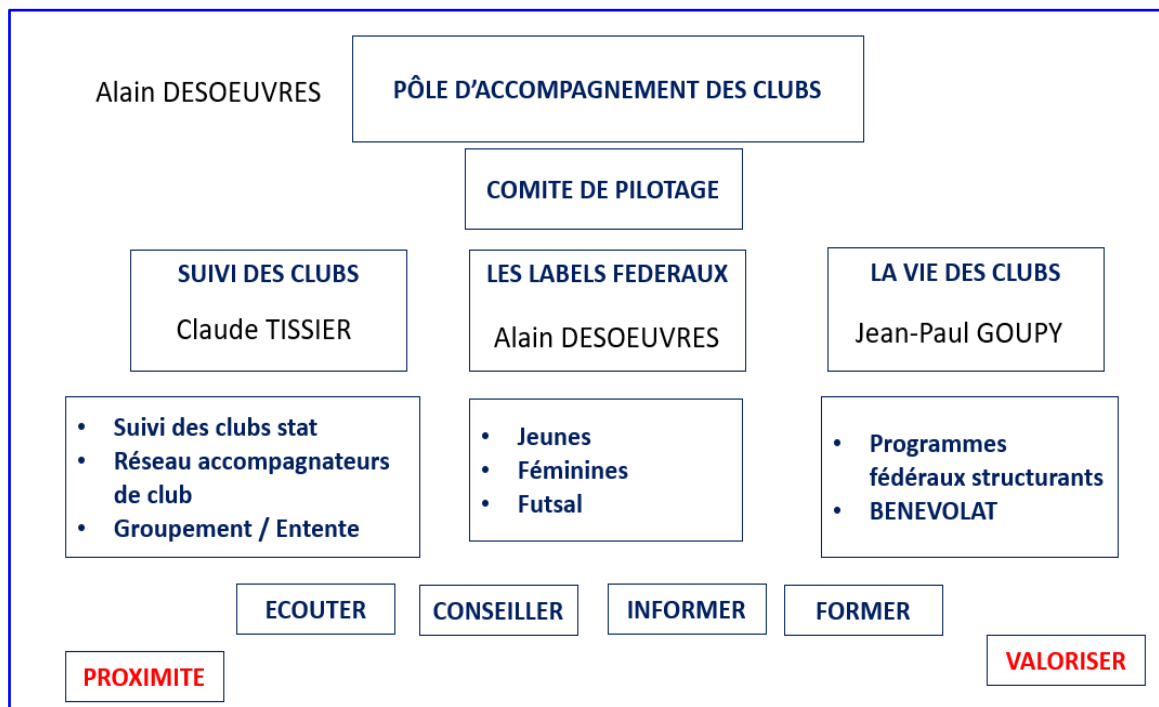 Alain DESOEUVRES
PÔLE D'ACCOMPAGNEMENT DES CLUBS
COMITE DE PILOTAGE
SUIVI DES CLUBS
Claude TISSIER
LES LABELS FEDERAUX
Alain DESOEUVRES
LA VIE DES CLUBS
Jean-Paul GOUPY
• Suivi des clubs stat
• Réseau accompagnateurs
de club
• Groupement / Entente
• Jeunes
• Féminines
• Futsal
• Programmes
fédéraux structurants
• BENEVOLAT
ECOUTER
CONSEILLER
INFORMER
FORMER
PROXIMITE
VALORISER